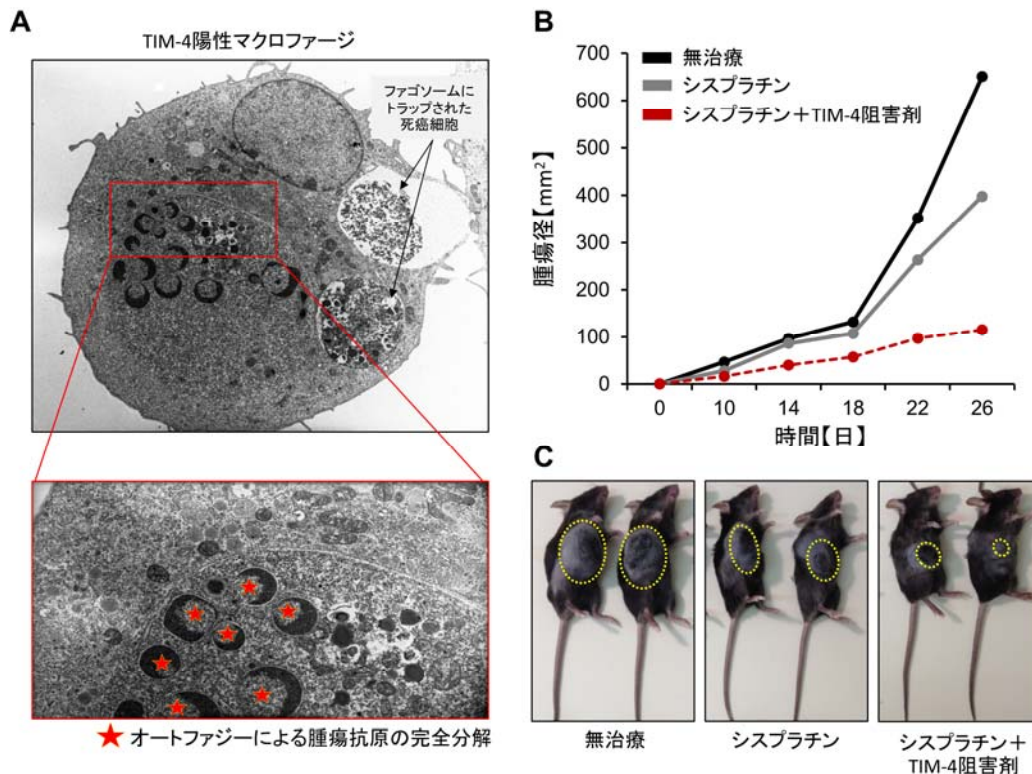 A
TIM-4陽性マクロファージ
ファゴソームに
トラップされた
死癌細胞
★オートファジーによる腫瘍抗原の完全分解
B
700
600
500
400
300
200
100
0
腫瘍径【mm²】
無治療
シスプラチン
シスプラチン＋TIM-4阻害剤
0 10 14 18 22 26
時間【日】
C
無治療
シスプラチン
シスプラチン＋
TIM-4阻害剤